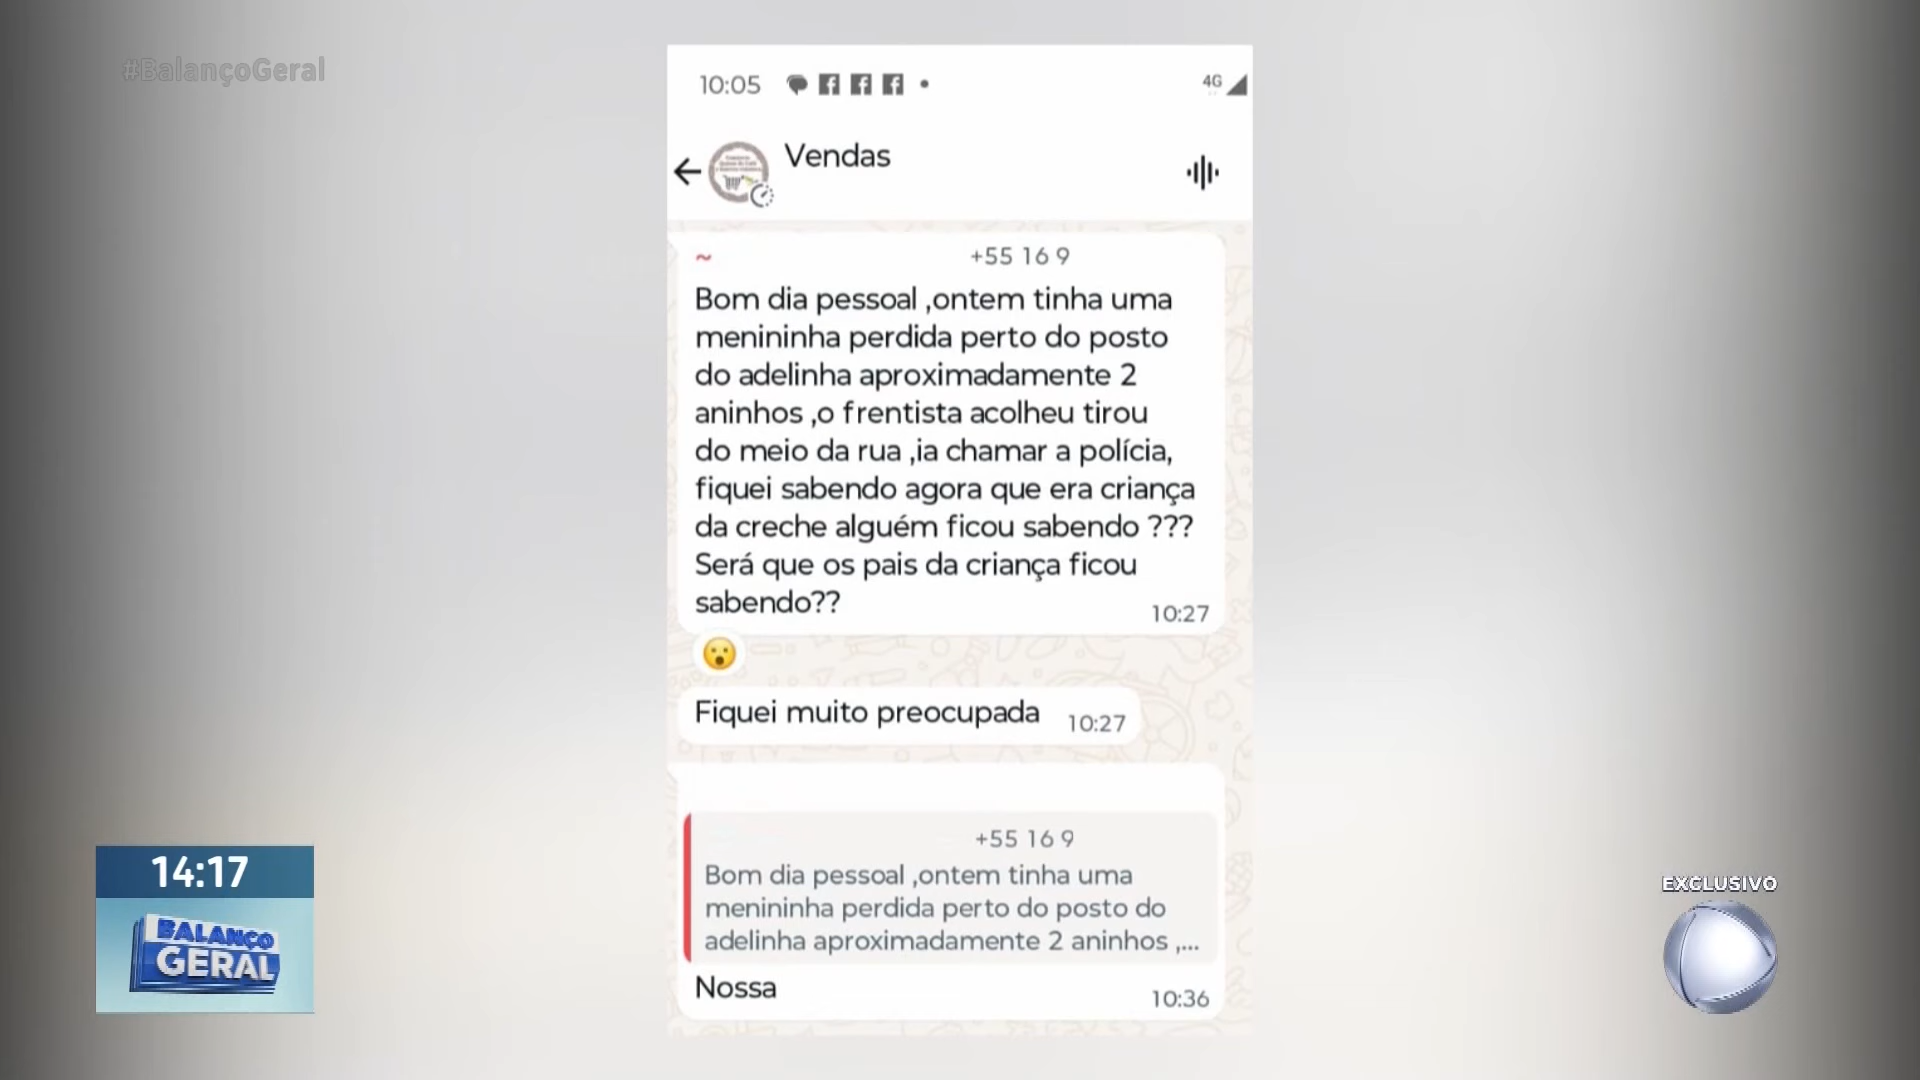 #BalançoGeral
10:05
4G
Vendas
~ +55 16 9
Bom dia pessoal ,ontem tinha uma
menininha perdida perto do posto
do adelinha aproximadamente 2
aninhos ,o frentista acolheu tirou
do meio da rua ,ia chamar a polícia,
fiquei sabendo agora que era criança
da creche alguém ficou sabendo ???
Será que os pais da criança ficou
sabendo??
10:27
Fiquei muito preocupada 10:27
+55 16 9
Bom dia pessoal ,ontem tinha uma
menininha perdida perto do posto do
adelinha aproximadamente 2 aninhos ,...
Nossa
10:36
14:17
BALANÇO
GERAL
EXCLUSIVO